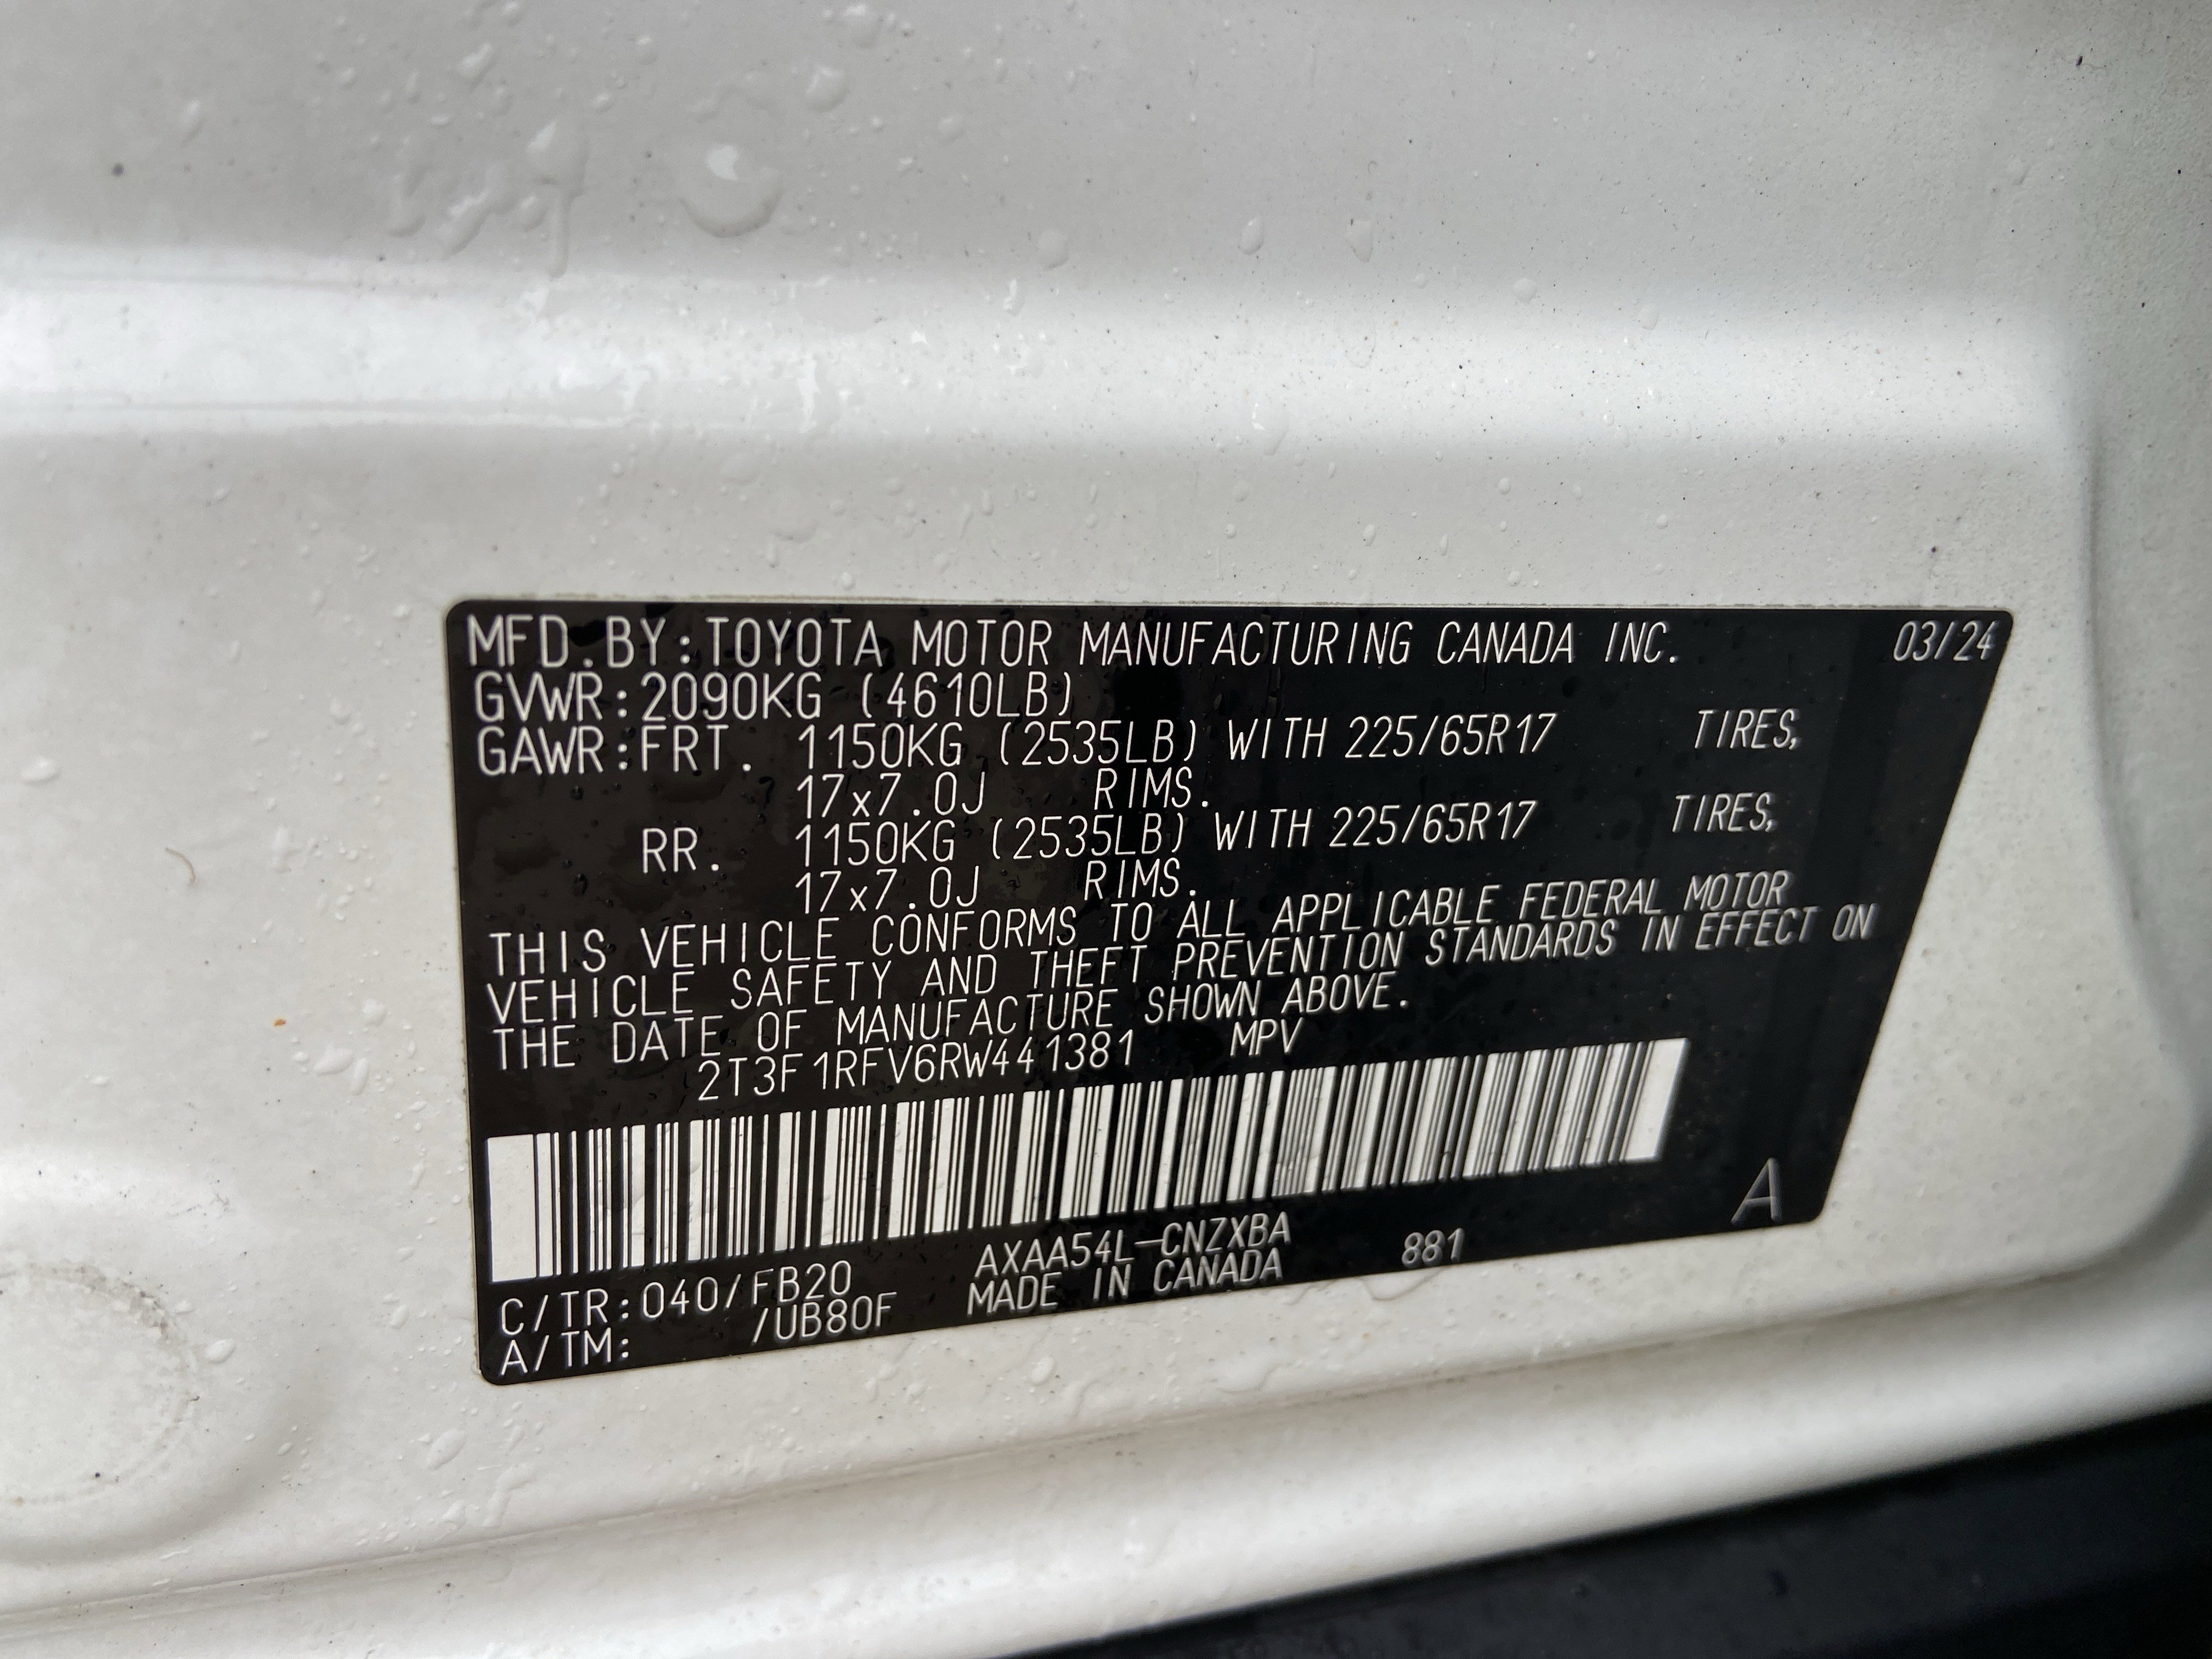 MFD.BY:TOYOTA MOTOR MANUFACTURING CANADA INC. 03/24
GVWR:2090KG (4610LB)
GAWR:FRT. 1150KG (2535LB) WITH 225/65R17 TIRES,
17x7.0J RIMS.
RR. 1150KG (2535LB) WITH 225/65R17 TIRES,
17x7.0J RIMS.
THIS VEHICLE CONFORMS TO ALL APPLICABLE FEDERAL MOTOR
VEHICLE SAFETY AND THEFT PREVENTION STANDARDS IN EFFECT ON
THE DATE OF MANUFACTURE SHOWN ABOVE.
2T3F1RFV6RW441381 MPV
A
C/TR:040/FB20 AXAA54L-CNZXBA 881
A/TM: /UB80F MADE IN CANADA